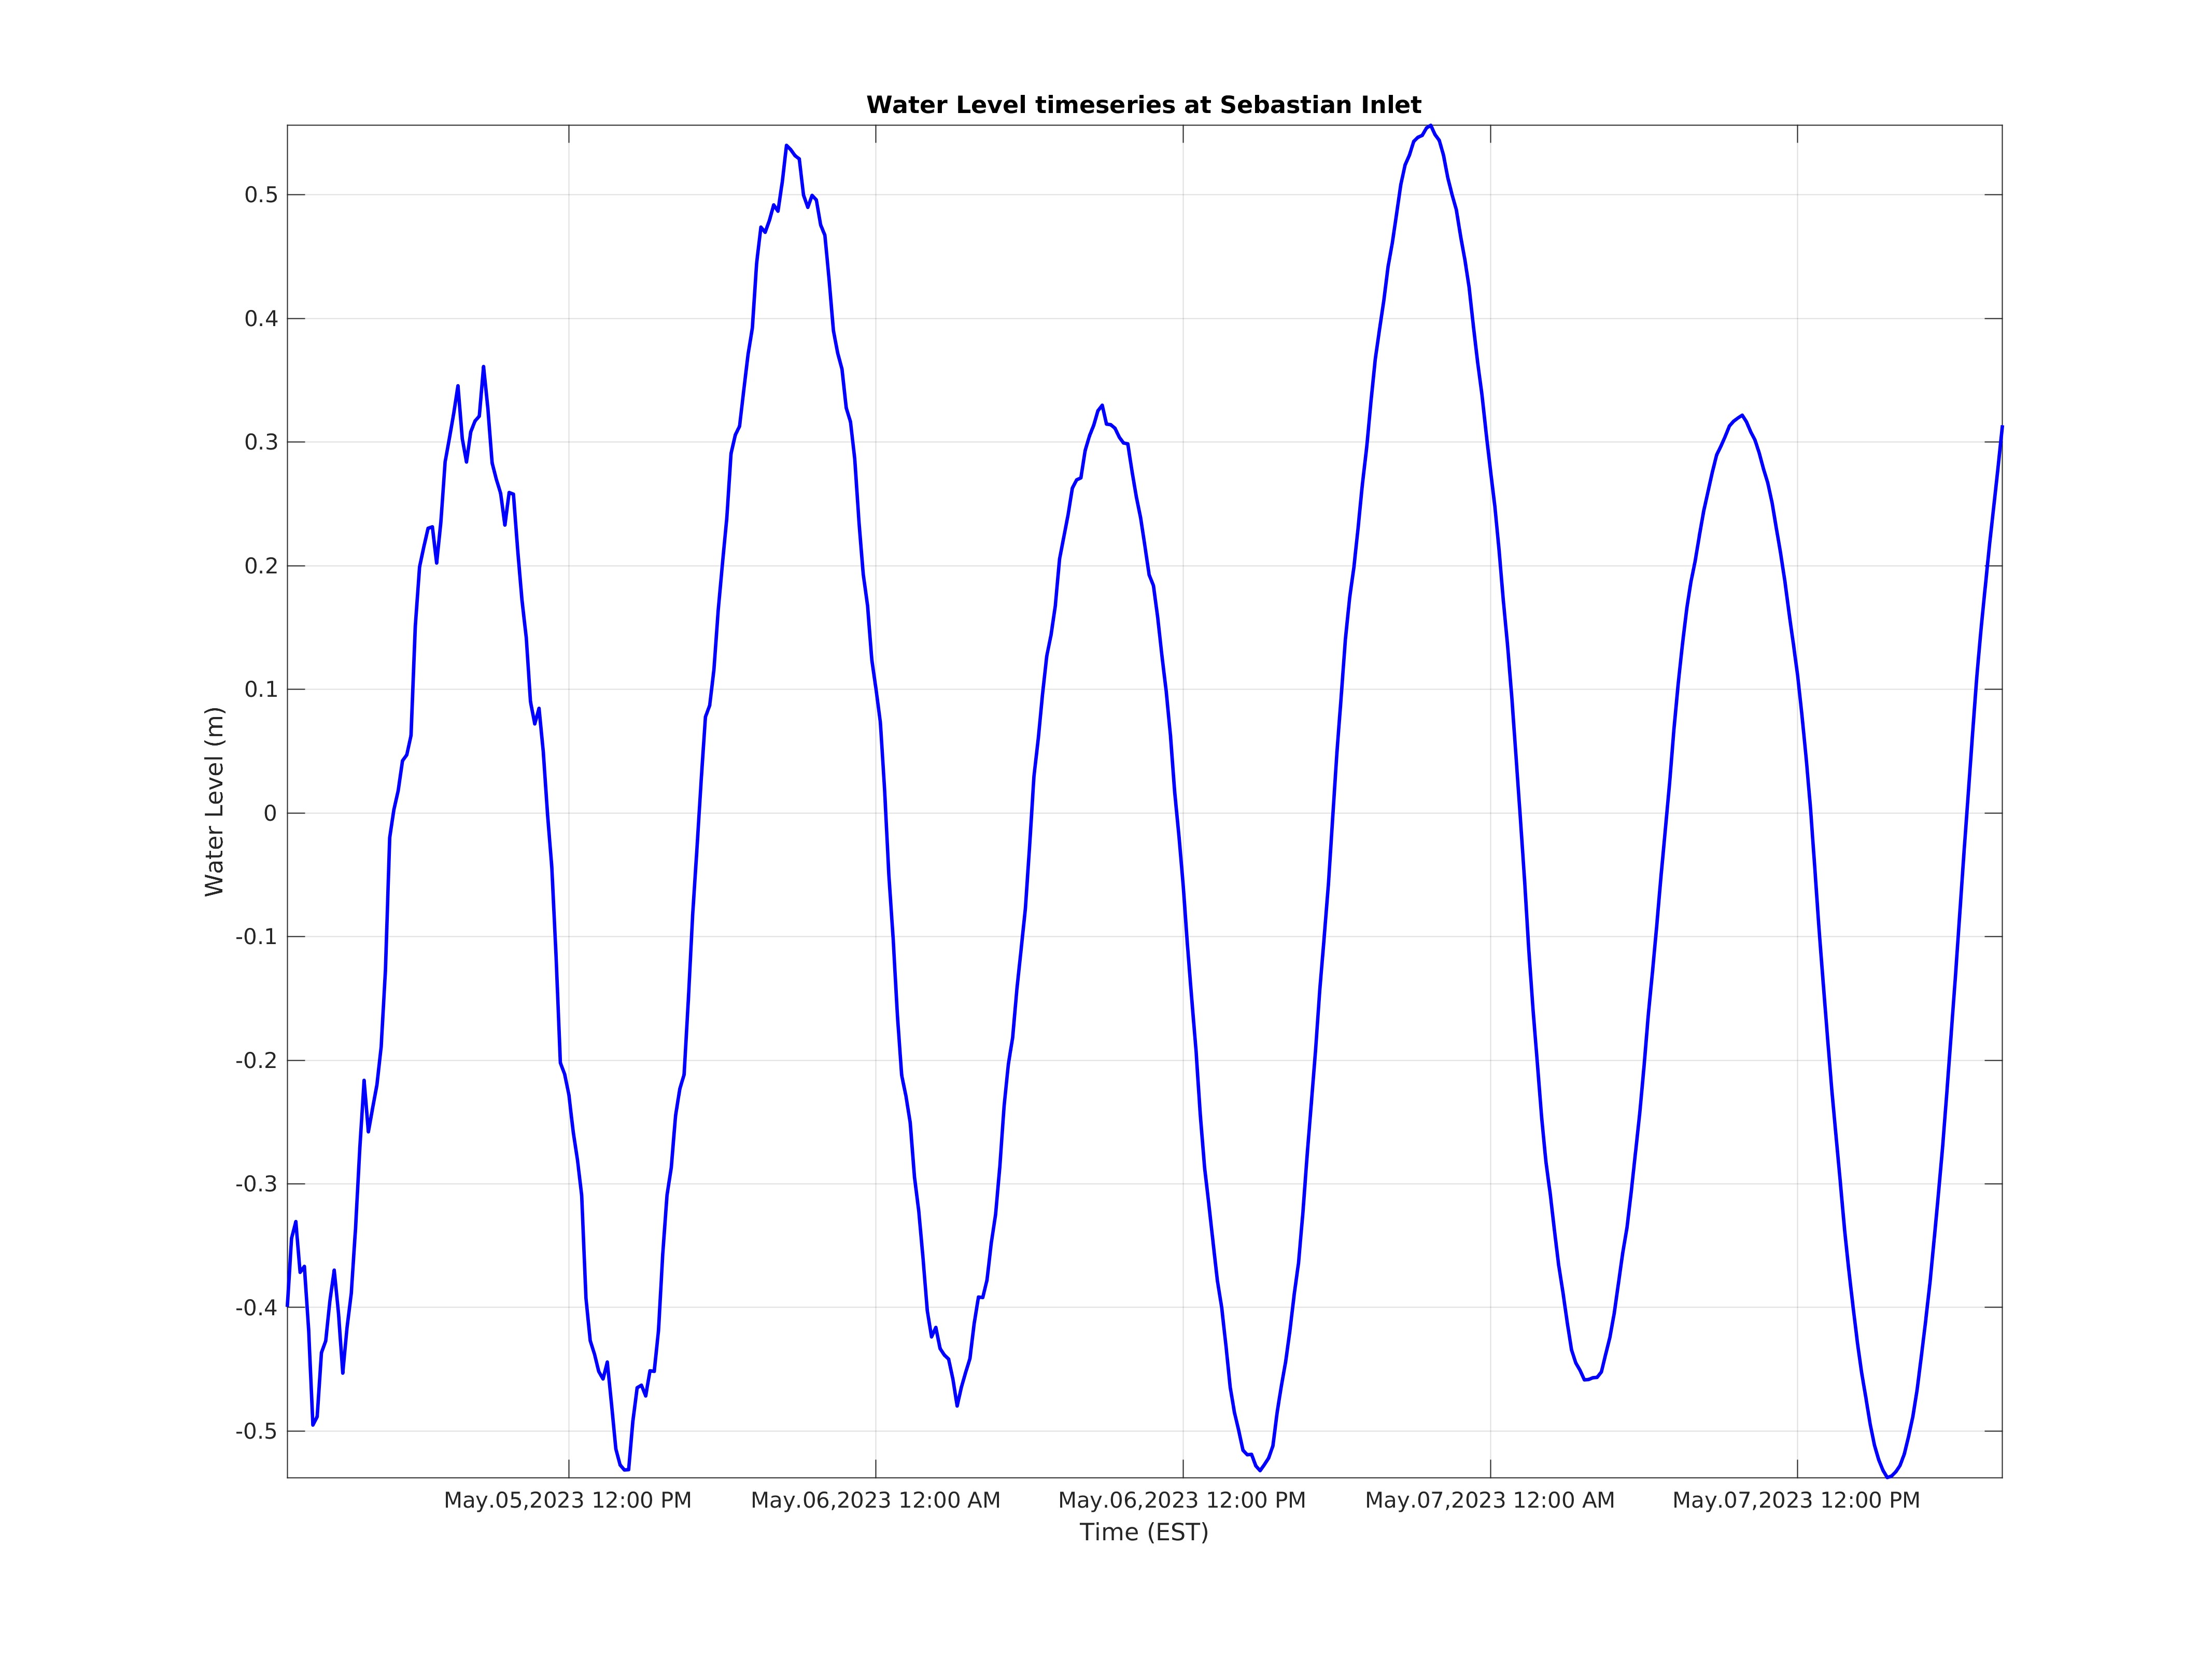 Water Level timeseries at Sebastian Inlet
0.5
0.4
0.3
0.2
0.1
0
-0.1
-0.2
-0.3
-0.4
-0.5
Water Level (m)
May.05,2023 12:00 PM
May.06,2023 12:00 AM
May.06,2023 12:00 PM
May.07,2023 12:00 AM
May.07,2023 12:00 PM
Time (EST)